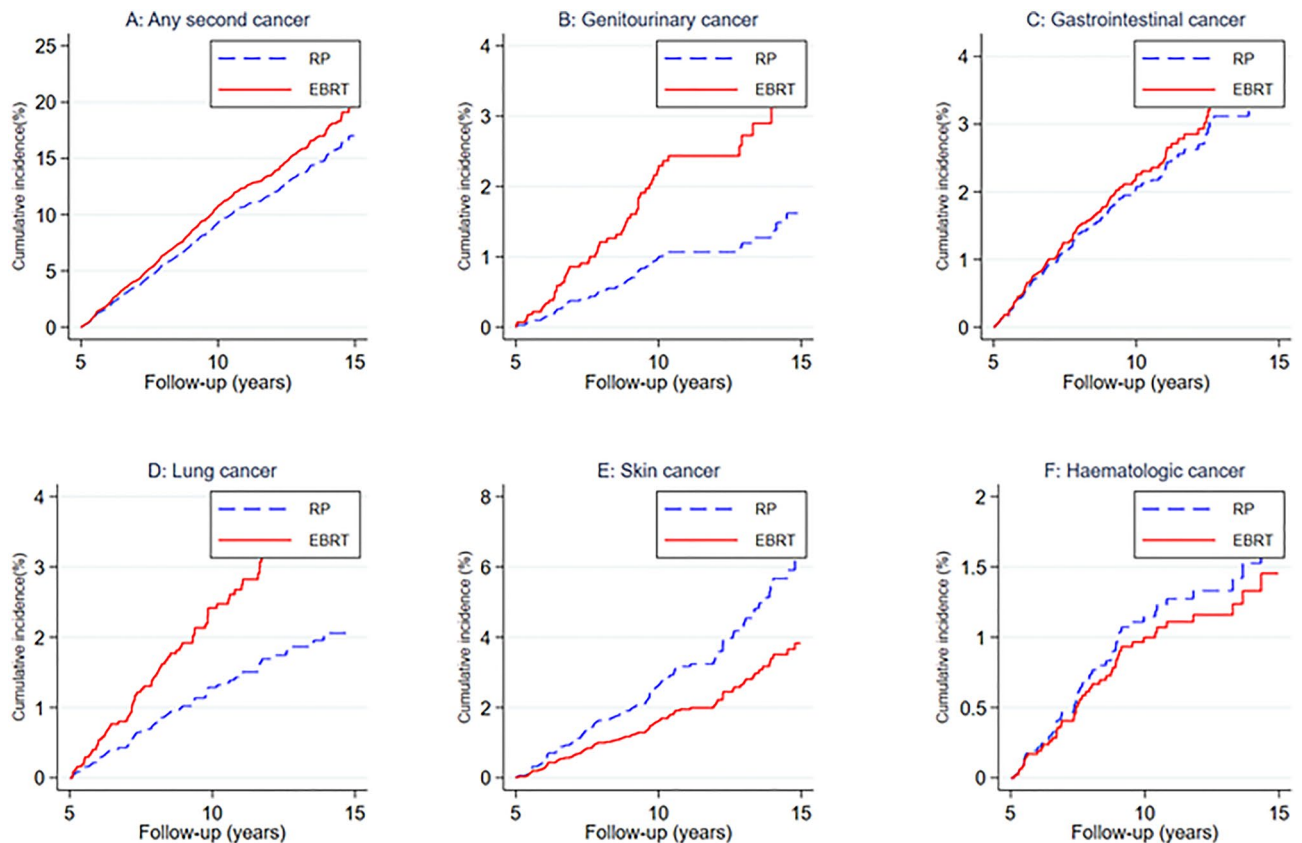 A: Any second cancer
25
20
15
10
5
0
Cumulative incidence(%)
RP
EBRT
5
10
15
Follow-up (years)
B: Genitourinary cancer
4
3
2
1
0
Cumulative incidence(%)
RP
EBRT
5
10
15
Follow-up (years)
C: Gastrointestinal cancer
4
3
2
1
0
Cumulative incidence(%)
RP
EBRT
5
10
15
Follow-up (years)
D: Lung cancer
4
3
2
1
0
Cumulative incidence(%)
RP
EBRT
5
10
15
Follow-up (years)
E: Skin cancer
8
6
4
2
0
Cumulative incidence (%)
RP
EBRT
5
10
15
Follow-up (years)
F: Haematologic cancer
2
1.5
1
0.5
0
Cumulative incidence (%)
RP
EBRT
5
10
15
Follow-up (years)